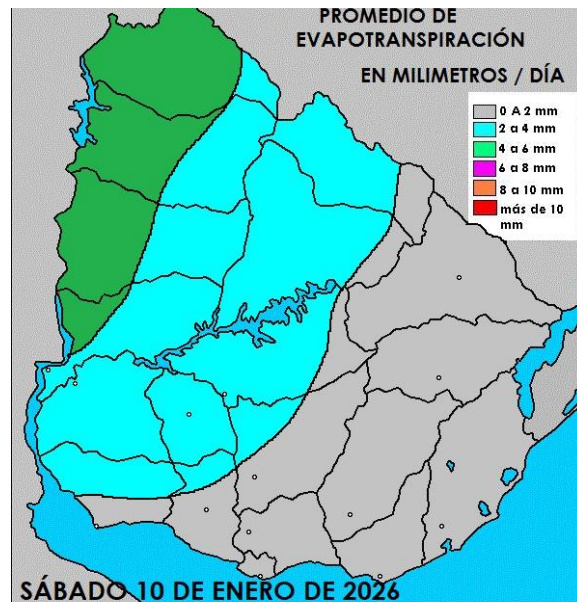 PROMEDIO DE
EVAPOTRANSPIRACIÓN
EN MILIMETROS / DÍA
0 A 2 mm
2 a 4 mm
4 a 6 mm
6 a 8 mm
8 a 10 mm
más de 10
mm
SÁBADO 10 DE ENERO DE 2026